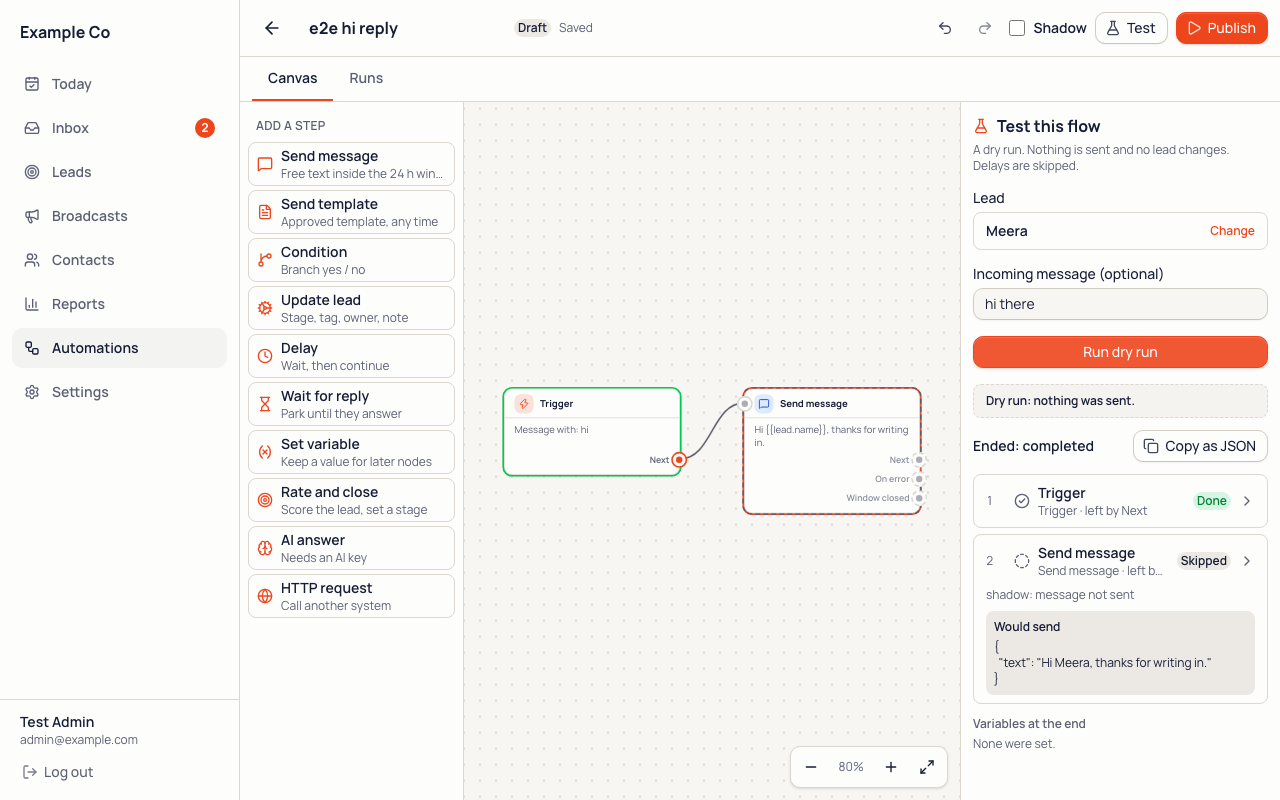 Example Co
Today
Inbox
2
Leads
Broadcasts
Contacts
Reports
Automations
Settings
Test Admin
admin@example.com
Log out
e2e hi reply
Draft
Saved
Shadow
Test
Publish
Canvas
Runs
ADD A STEP
Send message
Free text inside the 24 h win...
Send template
Approved template, any time
Condition
Branch yes / no
Update lead
Stage, tag, owner, note
Delay
Wait, then continue
Wait for reply
Park until they answer
Set variable
Keep a value for later nodes
Rate and close
Score the lead, set a stage
AI answer
Needs an AI key
HTTP request
Call another system
Trigger
Message with: hi
Next
Send message
Hi {{lead.name}}, thanks for writing
in.
Next
On error
Window closed
80%
Test this flow
A dry run. Nothing is sent and no lead changes.
Delays are skipped.
Lead
Meera
Change
Incoming message (optional)
hi there
Run dry run
Dry run: nothing was sent.
Ended: completed
Copy as JSON
1
Trigger
Trigger · left by Next
Done
2
Send message
Send message · left b...
Skipped
shadow: message not sent
Would send
{
"text": "Hi Meera, thanks for writing in."
}
Variables at the end
None were set.